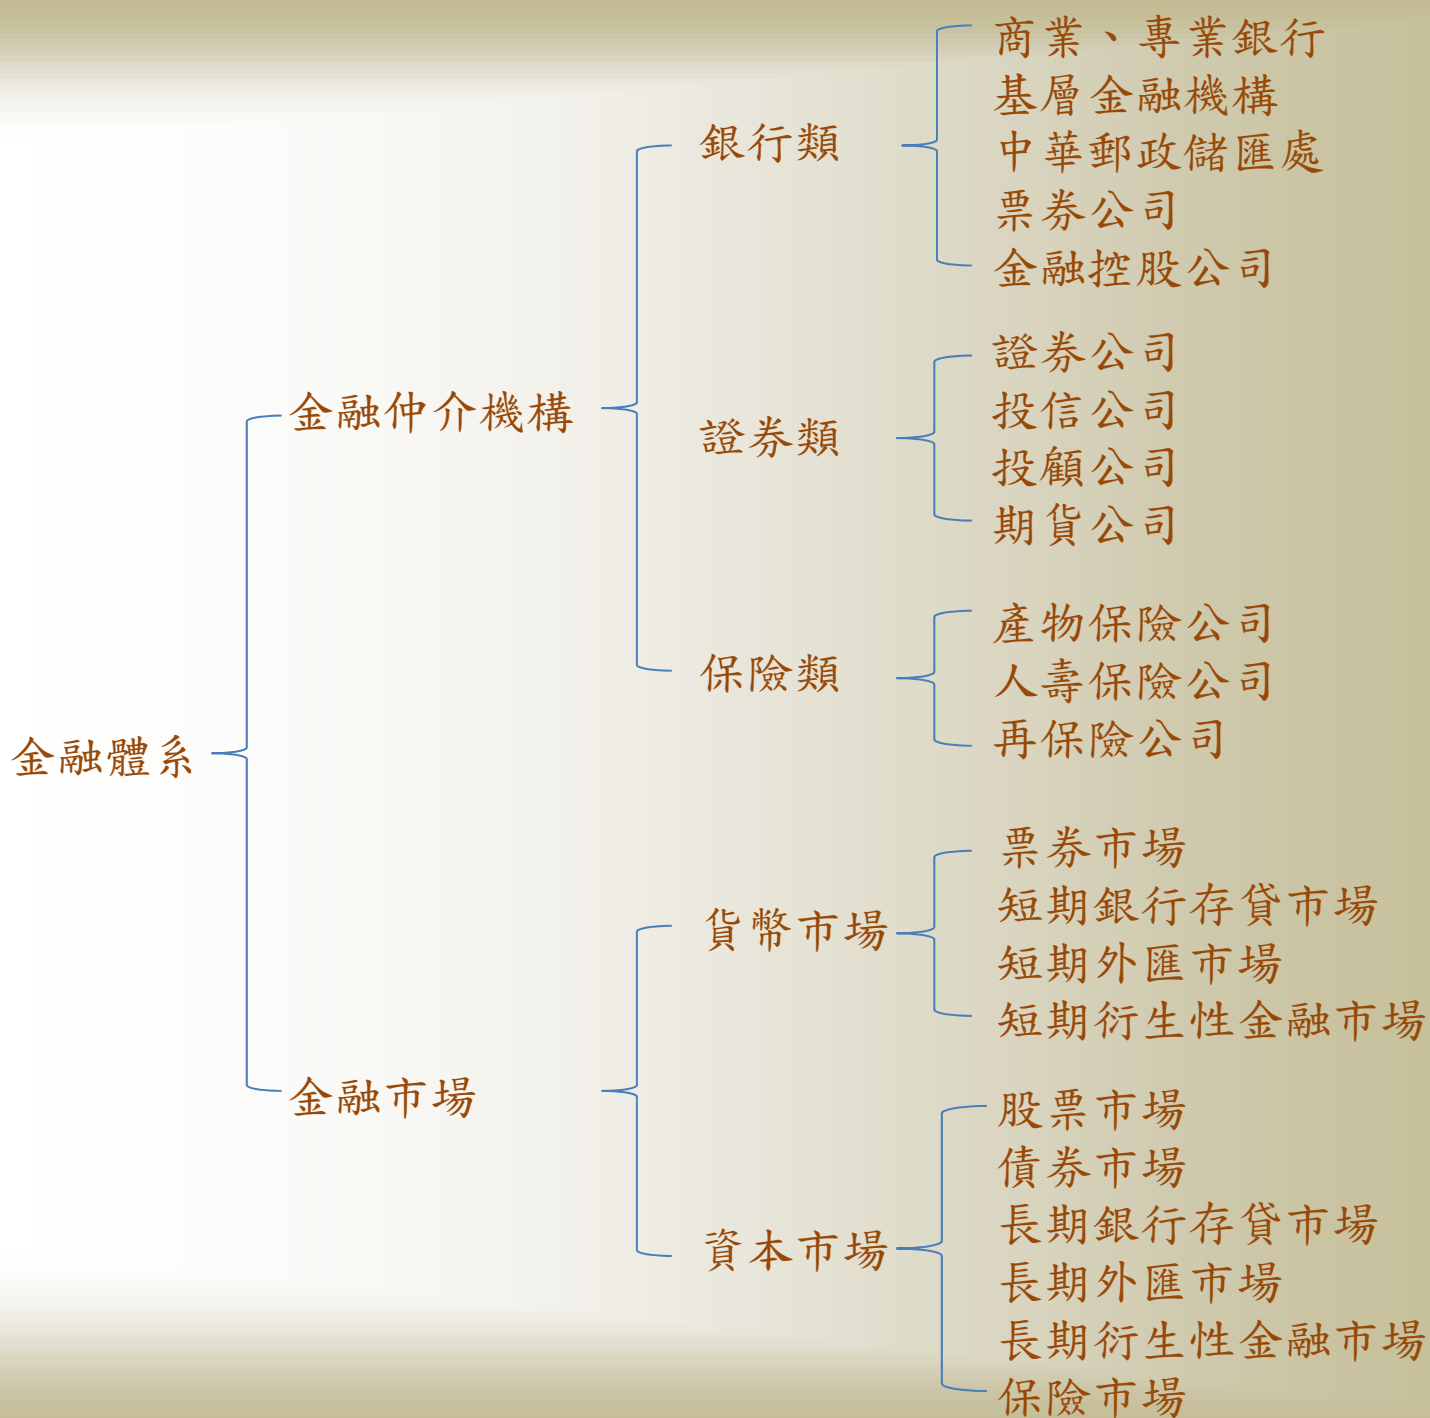 金融體系
金融仲介機構
銀行類
商業、專業銀行
基層金融機構
中華郵政儲匯處
票券公司
金融控股公司
證券類
證券公司
投信公司
投顧公司
期貨公司
保險類
產物保險公司
人壽保險公司
再保險公司
金融市場
貨幣市場
票券市場
短期銀行存貸市場
短期外匯市場
短期衍生性金融市場
資本市場
股票市場
債券市場
長期銀行存貸市場
長期外匯市場
長期衍生性金融市場
保險市場